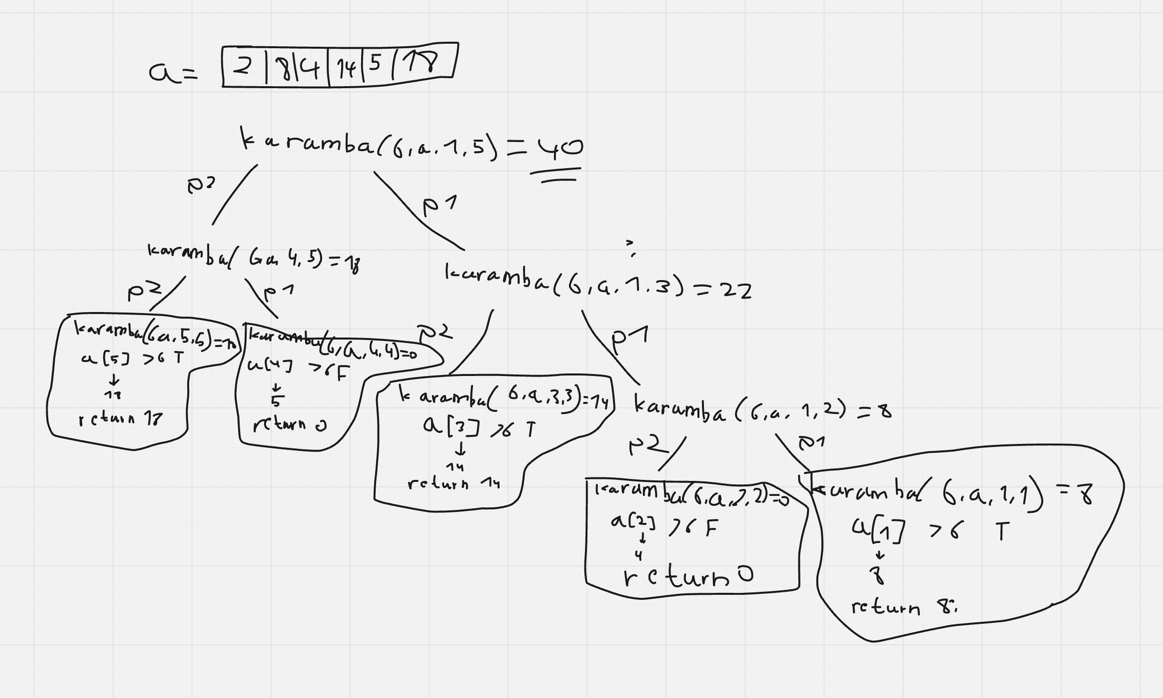 a = 2 | 8 | 4 | 14 | 5 | 18
karamba(6,a.1,5) = 40
p2
p1
karamba( 6a, 4,5) = 18
karamba(6,a.1.3) = 22
p2
p1
p2
p1
karamba(6a,5,5)=18
a[5] >6 T
↓
18
return 18
karamba(6,a,4,4)=0
a[4] >6 F
↓
5
return 0
karamba( 6,a,3,3)=14
a[3] >6 T
↓
14
return 14
karamba (6,a, 1,2) = 8
p2
p1
karamba(6,a,2,2)=0
a[2] >6 F
↓
4
return 0
karamba( 6,a,1,1) = 8
a[1] >6 T
↓
8
return 8;